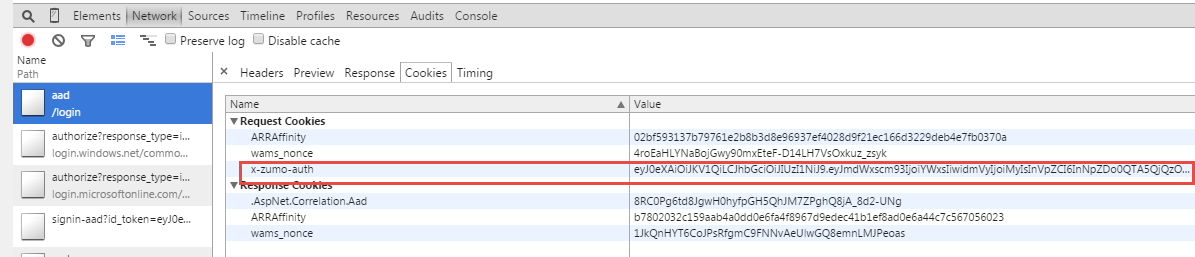 Elements Network Sources Timeline Profiles Resources Audits Console
Preserve log Disable cache
Name
Path
× Headers Preview Response Cookies Timing
aad
/login
authorize?response_type=i...
login.windows.net/commo...
authorize?response_type=i...
login.microsoftonline.com/...
signin-aad?id_token=eyJ0e...
Name Value
Request Cookies
ARRAffinity 02bf593137b79761e2b8b3d8e96937ef4028d9f21ec166d3229deb4e7fb0370a
wams_nonce 4roEaHLYNaBojGwy90mxEteF-D14LH7VsOxkuz_zsyk
x-zumo-auth eyJ0eXAiOiJKV1QiLCJhbGciOiJIUzI1NiJ9.eyJmdWxscm93IjoiYWxsIiwidmVyIjoiMyIsInVpZCI6InNpZDo0QTA5QjQzO...
Response Cookies
.AspNet.Correlation.Aad 8RC0Pg6td8JgwH0hyfpGH5QhJM7ZPghQ8jA_8d2-UNg
ARRAffinity b7802032c159aab4a0dd0e6fa4f8967d9edec41b1ef8ad0e6a44c7c567056023
wams_nonce 1JkQnHYT6CoJPsRfgmC9FNNvAeUlwGQ8emnLMJPeoas